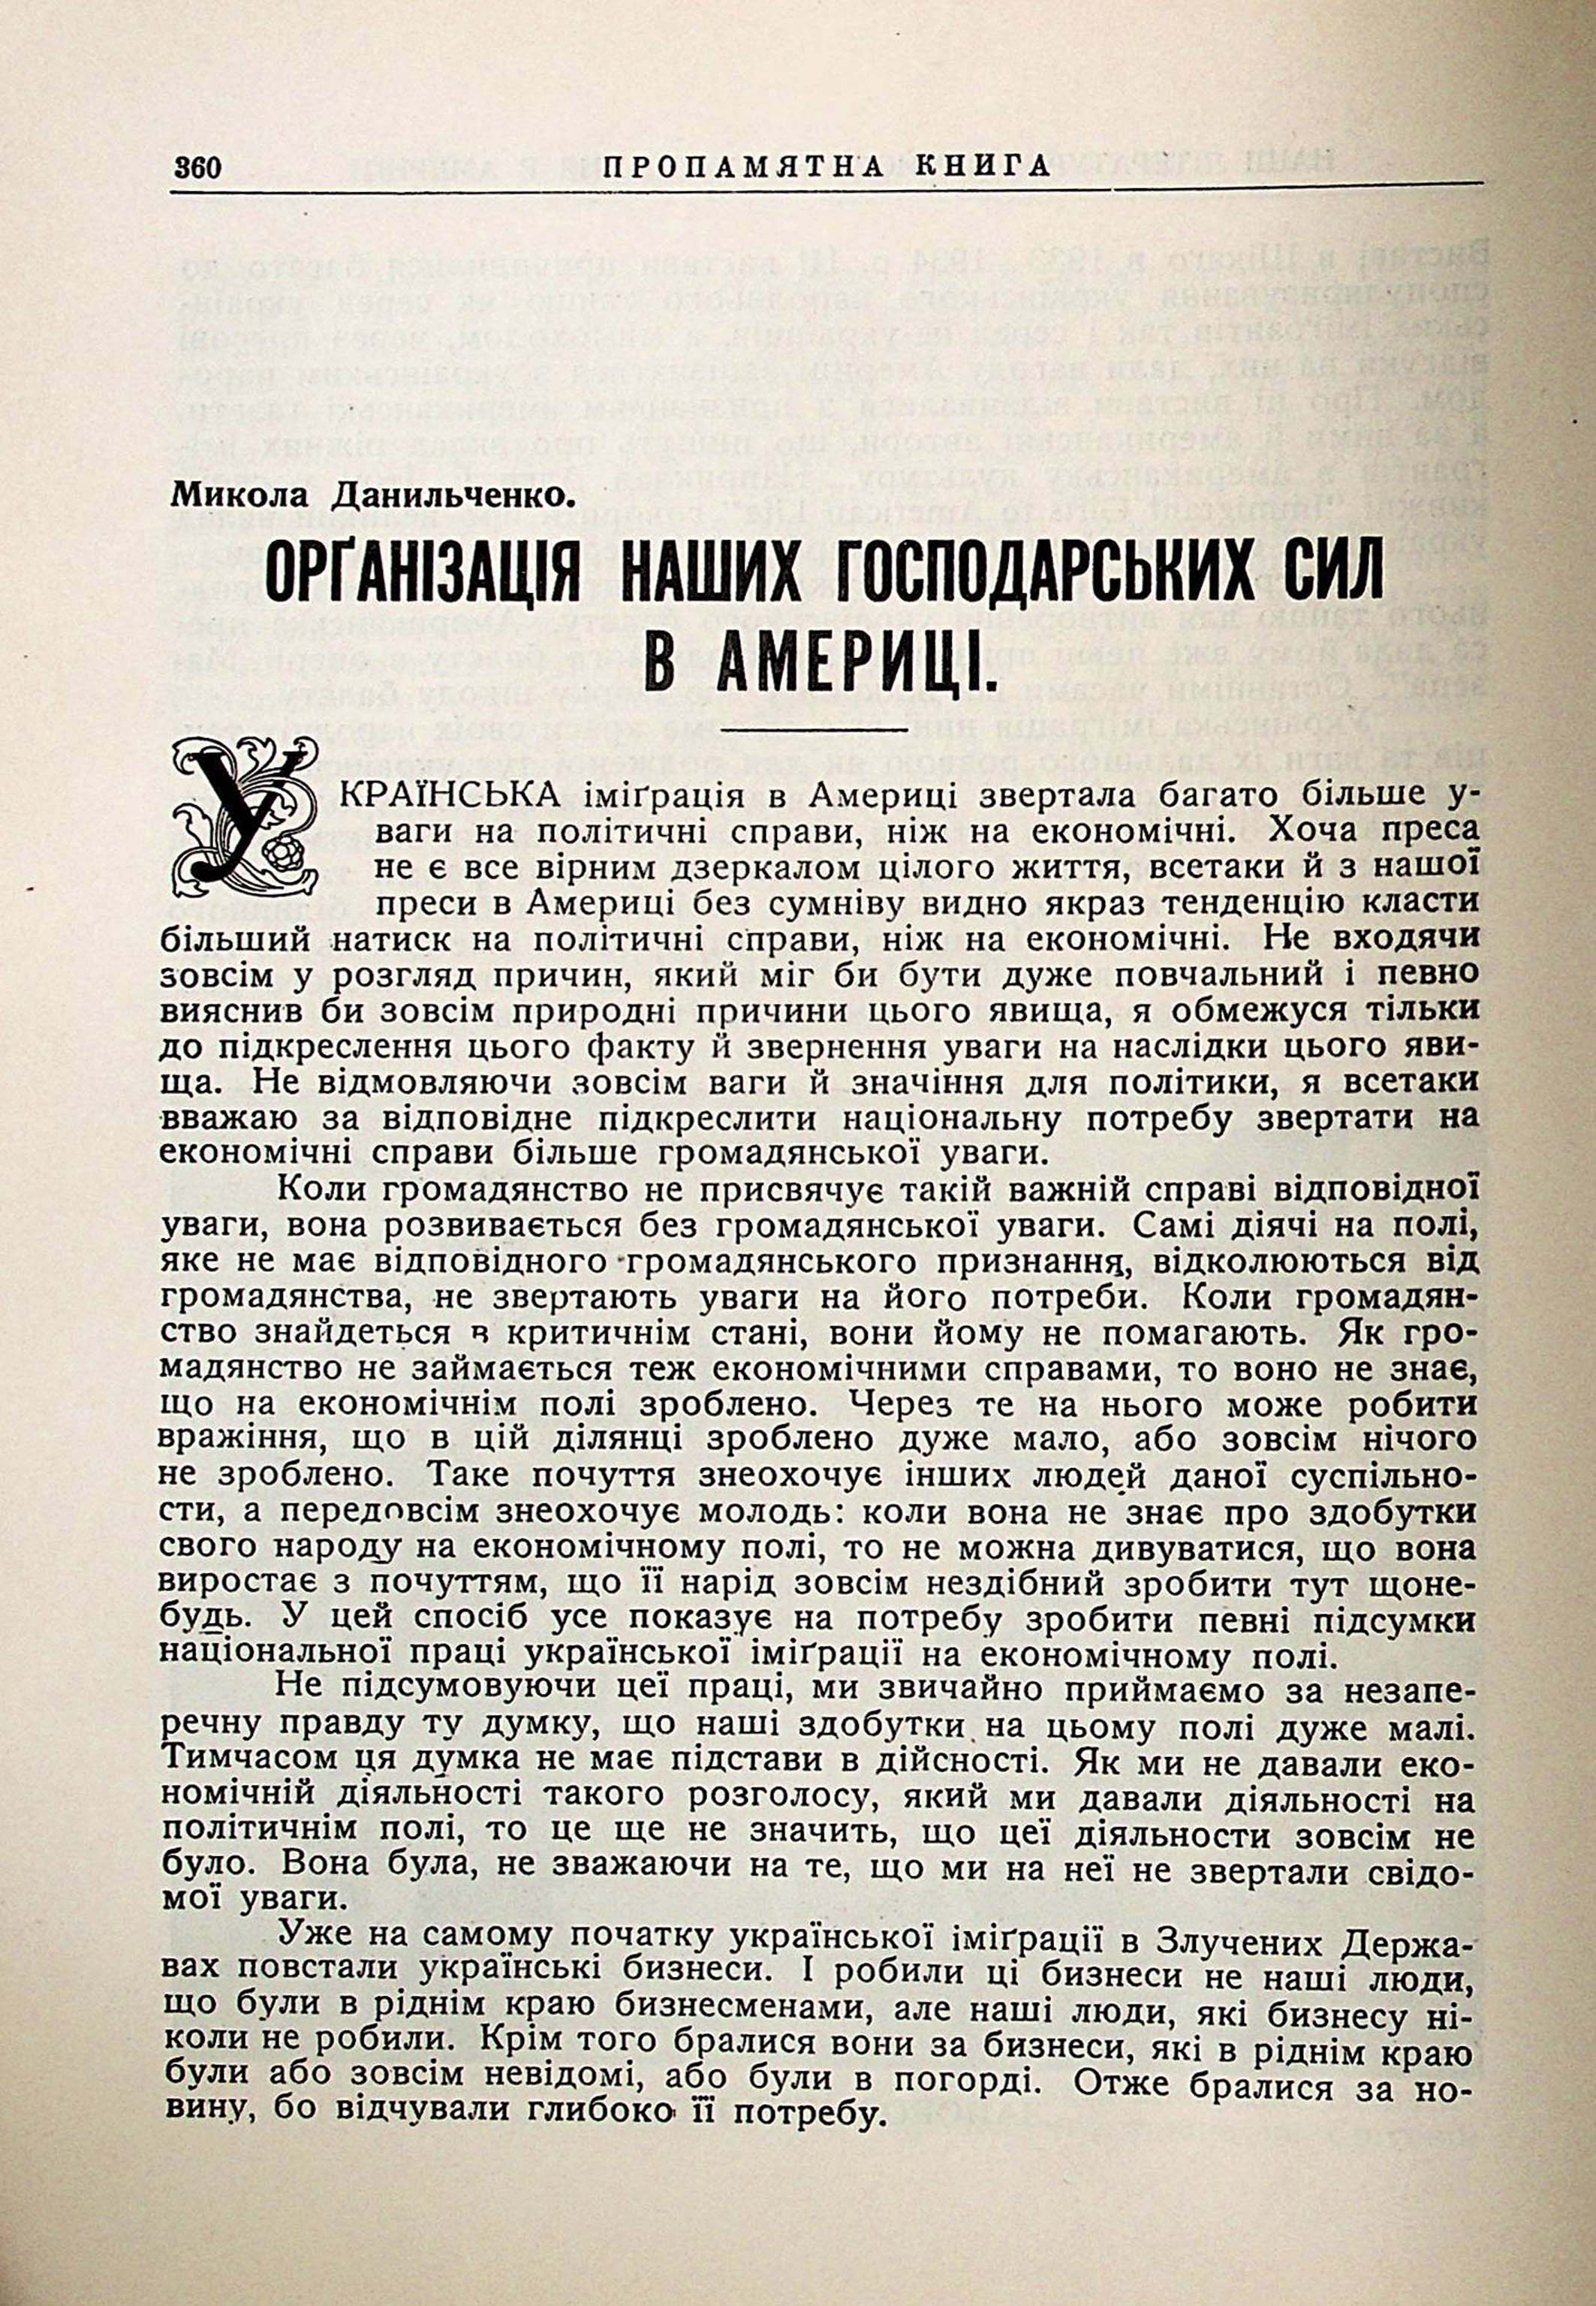 360 ПРОПАМЯТНА КНИГА
Микола Данильченко.
ОРҐАНІЗАЦІЯ НАШИХ ГОСПОДАРСЬКИХ СИЛ
В АМЕРИЦІ.
УКРАЇНСЬКА іміґрація в Америці звертала багато більше у-
ваги на політичні справи, ніж на економічні. Хоча преса
не є все вірним дзеркалом цілого життя, всетаки й з нашої
преси в Америці без сумніву видно якраз тенденцію класти
більший натиск на політичні справи, ніж на економічні. Не входячи
зовсім у розгляд причин, який міг би бути дуже повчальний і певно
вияснив би зовсім природні причини цього явища, я обмежуся тільки
до підкреслення цього факту й звернення уваги на наслідки цього яви-
ща. Не відмовляючи зовсім ваги й значіння для політики, я всетаки
вважаю за відповідне підкреслити національну потребу звертати на
економічні справи більше громадянської уваги.
Коли громадянство не присвячує такій важній справі відповідної
уваги, вона розвивається без громадянської уваги. Самі діячі на полі,
яке не має відповідного громадянського признання, відколюються від
громадянства, не звертають уваги на його потреби. Коли громадян-
ство знайдеться в критичнім стані, вони йому не помагають. Як гро-
мадянство не займається теж економічними справами, то воно не знає,
що на економічнім полі зроблено. Через те на нього може робити
вражіння, що в цій ділянці зроблено дуже мало, або зовсім нічого
не зроблено. Таке почуття знеохочує інших людей даної суспільно-
сти, а передовсім знеохочує молодь: коли вона не знає про здобутки
свого народу на економічному полі, то не можна дивуватися, що вона
виростає з почуттям, що її нарід зовсім нездібний зробити тут щоне-
будь. У цей спосіб усе показує на потребу зробити певні підсумки
національної праці української іміґрації на економічному полі.
Не підсумовуючи цеї праці, ми звичайно приймаємо за незапе-
речну правду ту думку, що наші здобутки на цьому полі дуже малі.
Тимчасом ця думка не має підстави в дійсності. Як ми не давали еко-
номічній діяльності такого розголосу, який ми давали діяльності на
політичнім полі, то це ще не значить, що цеї діяльности зовсім не
було. Вона була, не зважаючи на те, що ми на неї не звертали свідо-
мої уваги.
Уже на самому початку української іміґрації в Злучених Держа-
вах повстали українські бизнеси. І робили ці бизнеси не наші люди,
що були в ріднім краю бизнесменами, але наші люди, які бизнесу ні-
коли не робили. Крім того бралися вони за бизнеси, які в ріднім краю
були або зовсім невідомі, або були в погорді. Отже бралися за но-
вину, бо відчували глибоко її потребу.